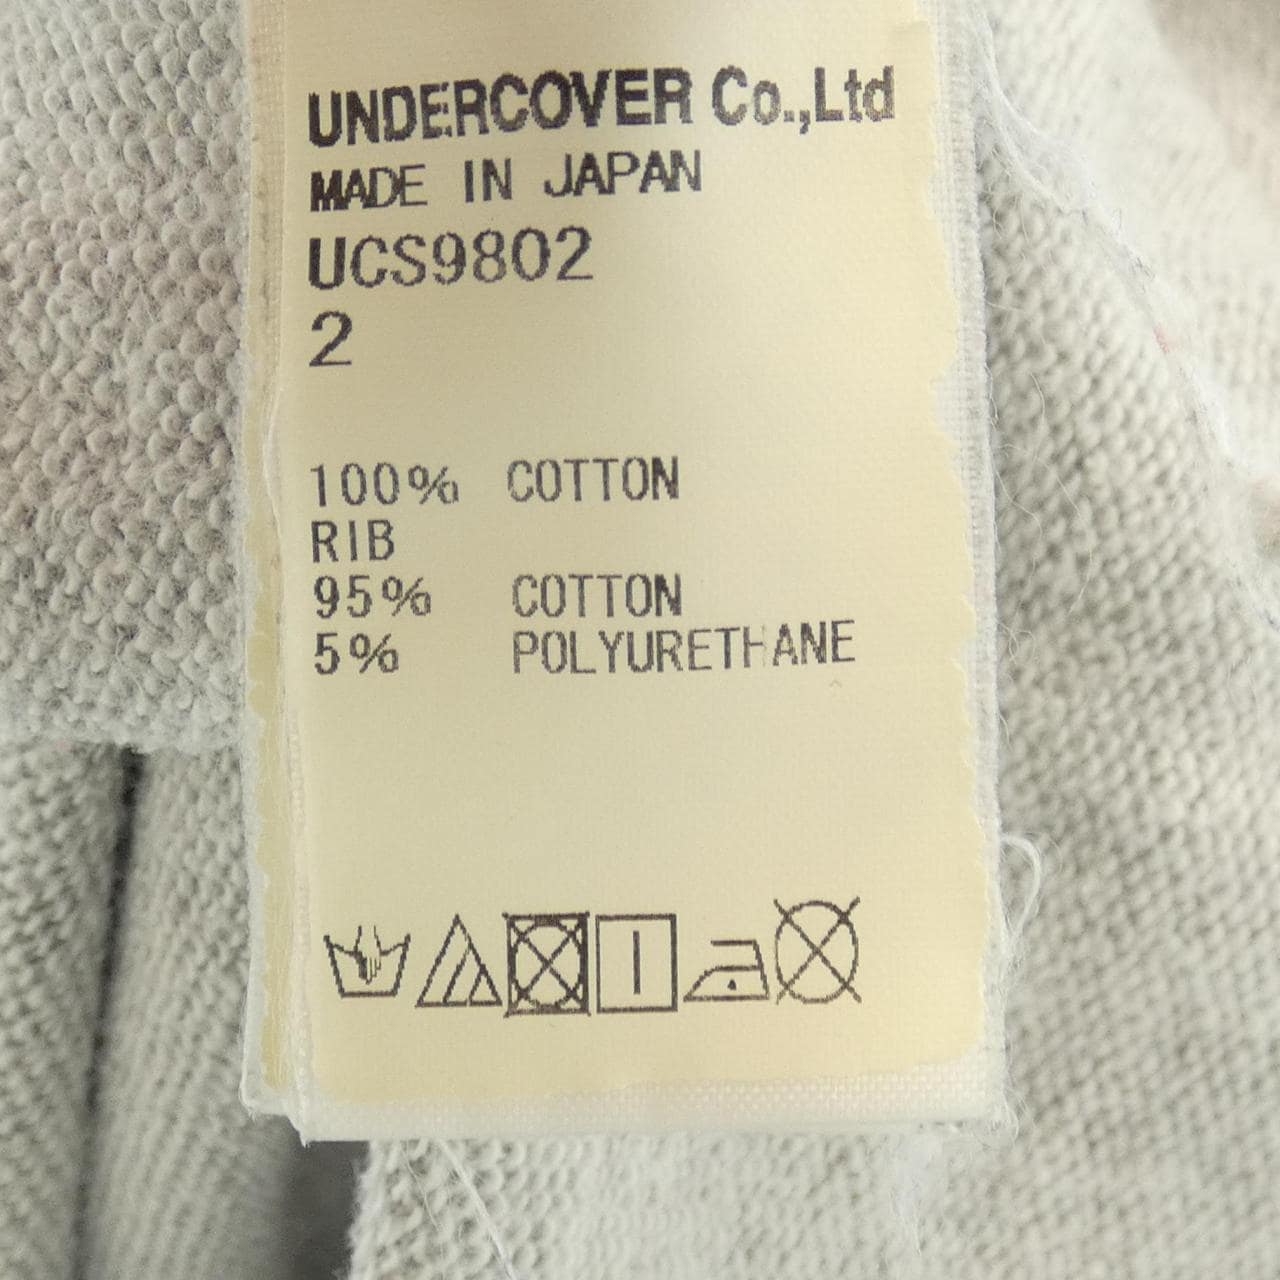 UNDERCOVER Co.,Ltd
MADE IN JAPAN
UCS9802
2
100% COTTON
RIB
95% COTTON
5% POLYURETHANE